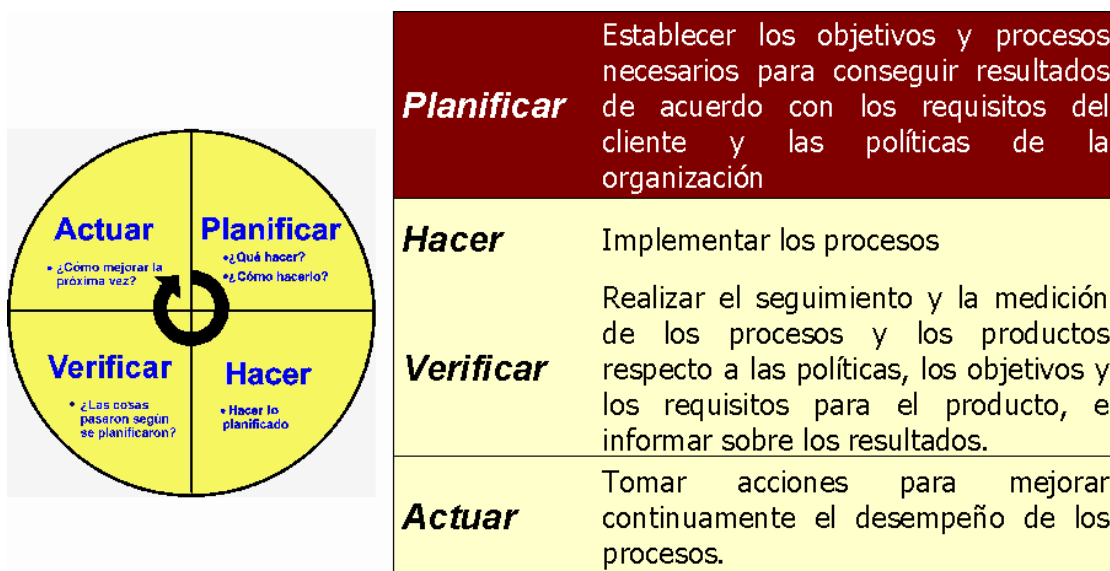 Actuar
• ¿Cómo mejorar la
próxima vez?
Planificar
•¿Qué hacer?
•¿Cómo hacerlo?
Verificar
• ¿Las cosas
pasaron según
se planificaron?
Hacer
• Hacer lo
planificado
Planificar
Establecer los objetivos y procesos
necesarios para conseguir resultados
de acuerdo con los requisitos del
cliente y las políticas de la
organización
Hacer
Implementar los procesos
Verificar
Realizar el seguimiento y la medición
de los procesos y los productos
respecto a las políticas, los objetivos y
los requisitos para el producto, e
informar sobre los resultados.
Actuar
Tomar acciones para mejorar
continuamente el desempeño de los
procesos.